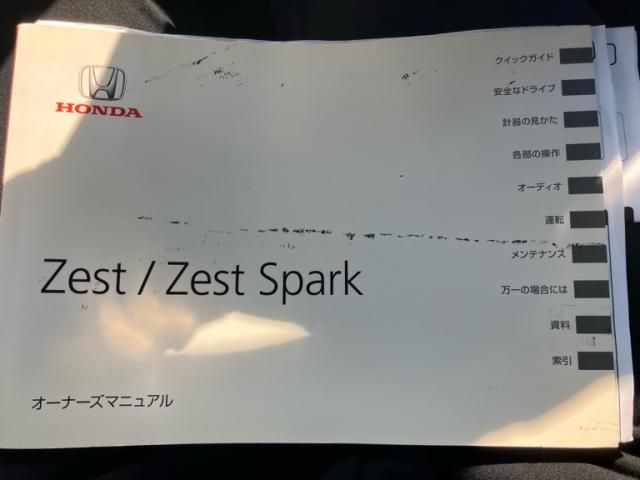 HONDA
Zest / Zest Spark
オーナーズマニュアル
クイックガイド
安全なドライブ
計器の見かた
各部の操作
オーディオ
運転
メンテナンス
万一の場合には
資料
索引